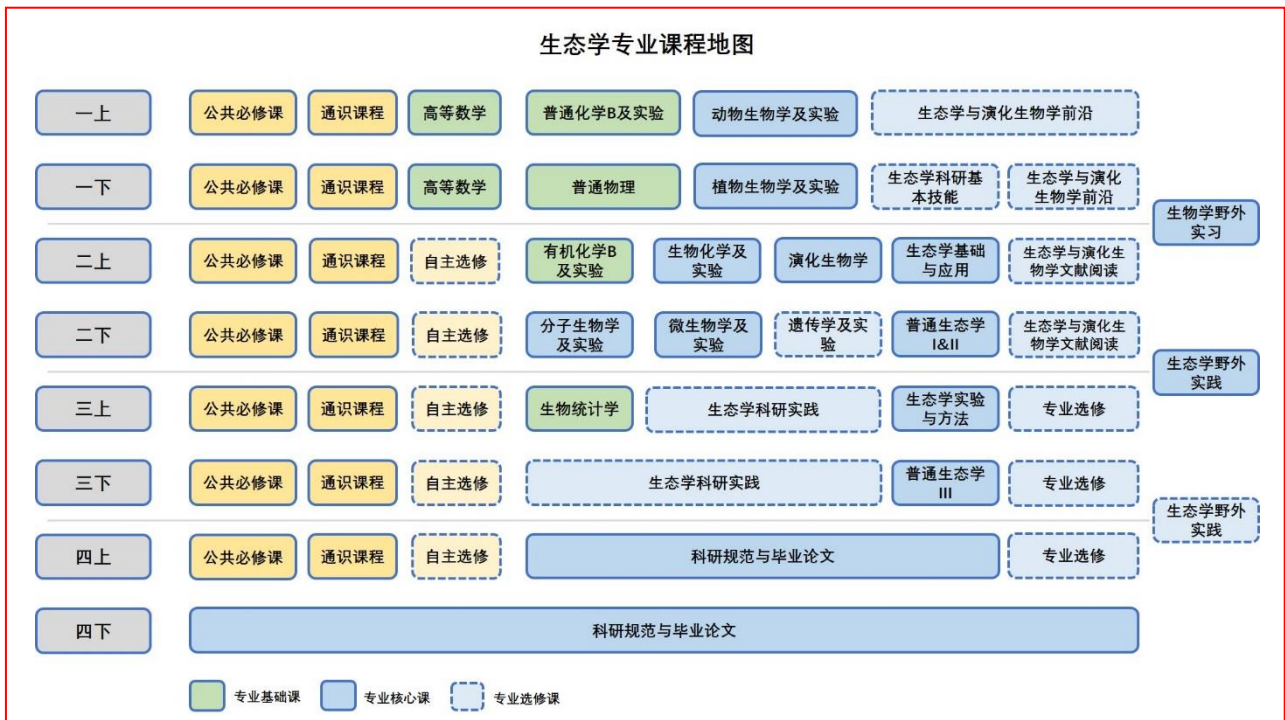 生态学专业课程地图
一上
公共必修课
通识课程
高等数学
普通化学B及实验
动物生物学及实验
生态学与演化生物学前沿
一下
公共必修课
通识课程
高等数学
普通物理
植物生物学及实验
生态学科研基
本技能
生态学与演化
生物学前沿
生物学野外
实习
二上
公共必修课
通识课程
自主选修
有机化学B
及实验
生物化学及
实验
演化生物学
生态学基础
与应用
生态学与演化生
物学文献阅读
二下
公共必修课
通识课程
自主选修
分子生物学
及实验
微生物学及
实验
遗传学及实
验
普通生态学
I&II
生态学与演化生
物学文献阅读
生态学野外
实践
三上
公共必修课
通识课程
自主选修
生物统计学
生态学科研实践
生态学实验
与方法
专业选修
三下
公共必修课
通识课程
自主选修
生态学科研实践
普通生态学
III
专业选修
生态学野外
实践
四上
公共必修课
通识课程
自主选修
科研规范与毕业论文
专业选修
四下
科研规范与毕业论文
专业基础课
专业核心课
专业选修课